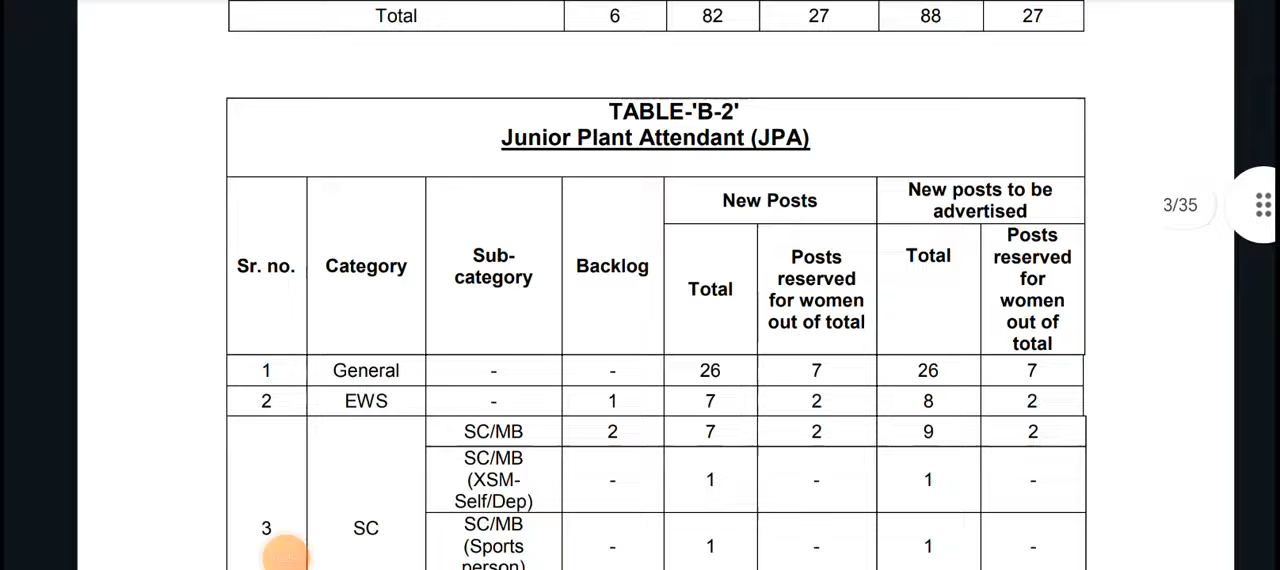 Total 6 82 27 88 27
TABLE-'B-2'
Junior Plant Attendant (JPA)
Sr. no. Category Sub-category Backlog New Posts New posts to be advertised
Total Posts reserved for women out of total Total Posts reserved for women out of total
1 General - - 26 7 26 7
2 EWS - 1 7 2 8 2
3 SC SC/MB 2 7 2 9 2
SC/MB (XSM-Self/Dep) - 1 - 1 -
SC/MB (Sports person) - 1 - 1 -
3/35